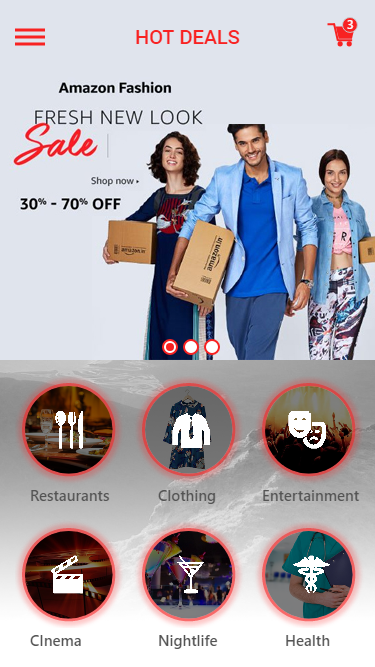 HOT DEALS
3
Amazon Fashion
FRESH NEW LOOK
Sale
Shop now ▸
30% - 70% OFF
amazon.in
Restaurants
Clothing
Entertainment
CInema
Nightlife
Health